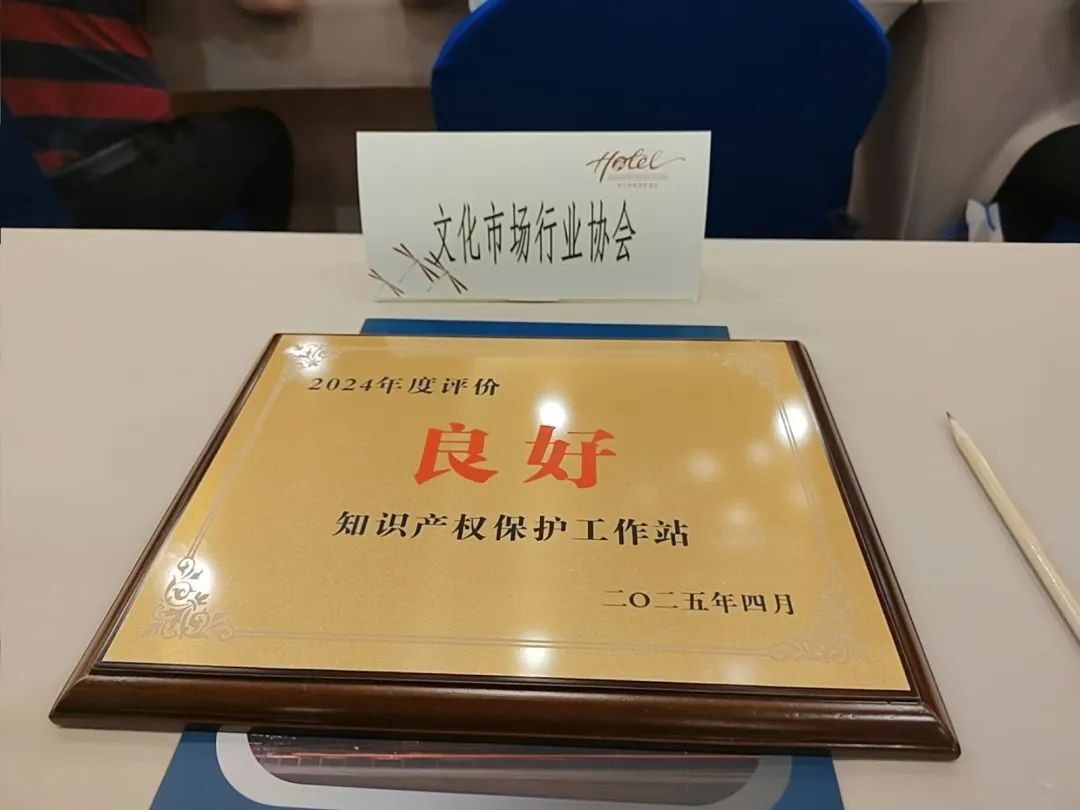 Hotel
文化市场行业协会
2024年度评价
良好
知识产权保护工作站
二〇二五年四月